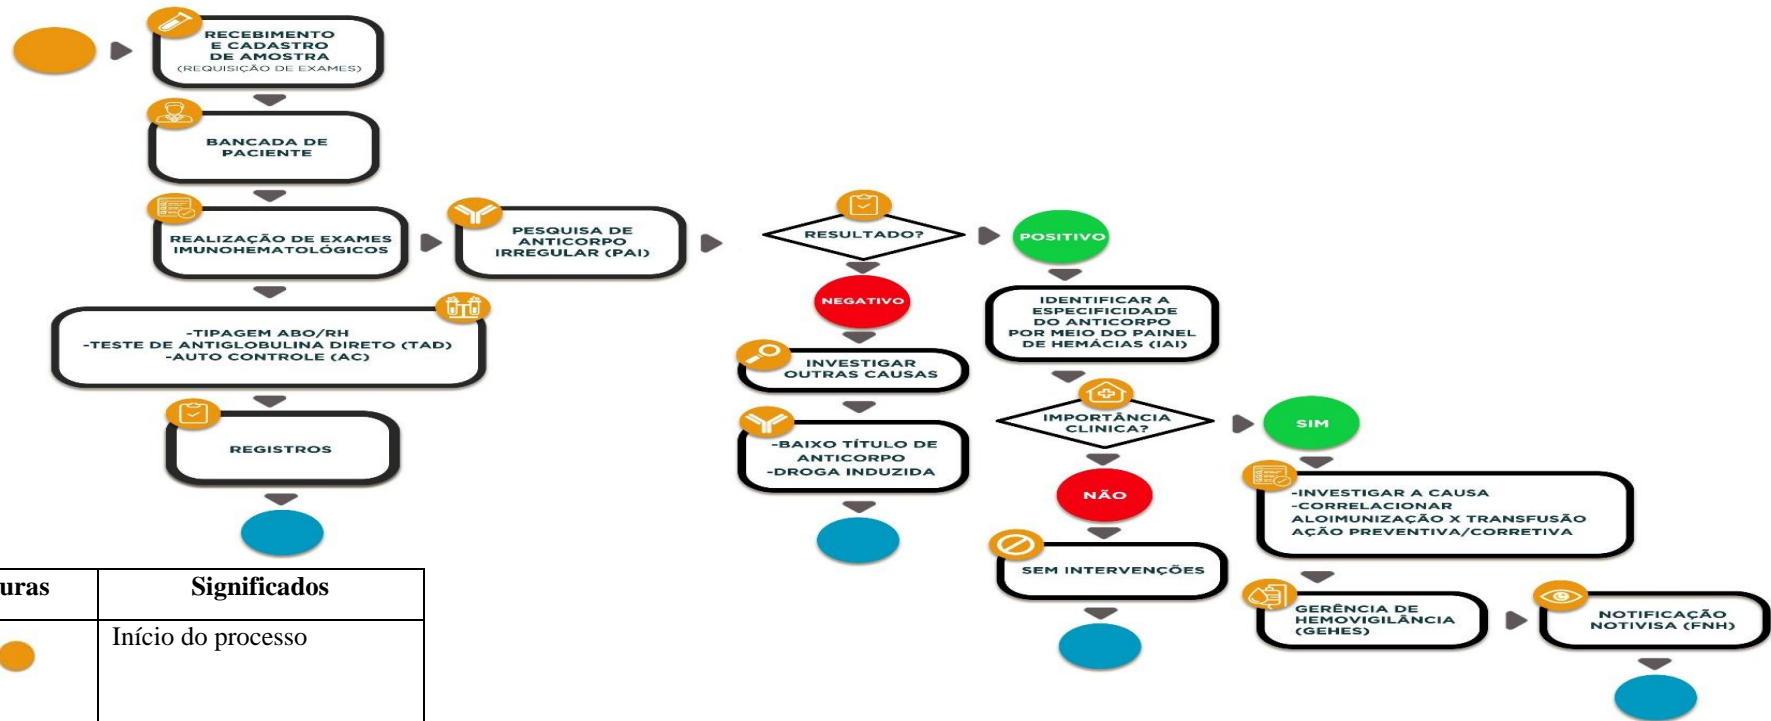 RECEBIMENTO
E CADASTRO
DE AMOSTRA
(REQUISIÇÃO DE EXAMES)
BANCADA DE
PACIENTE
REALIZAÇÃO DE EXAMES
IMUNOHEMATOLÓGICOS
PESQUISA DE
ANTICORPO
IRREGULAR (PAI)
RESULTADO?
POSITIVO
NEGATIVO
IDENTIFICAR A
ESPECIFICIDADE
DO ANTICORPO
POR MEIO DO PAINEL
DE HEMÁCIAS (IAI)
-TIPAGEM ABO/RH
-TESTE DE ANTIGLOBULINA DIRETO (TAD)
-AUTO CONTROLE (AC)
INVESTIGAR
OUTRAS CAUSAS
IMPORTÂNCIA
CLINICA?
SIM
REGISTROS
-BAIXO TÍTULO DE
ANTICORPO
-DROGA INDUZIDA
NÃO
-INVESTIGAR A CAUSA
-CORRELACIONAR
ALOIMUNIZAÇÃO X TRANSFUSÃO
AÇÃO PREVENTIVA/CORRETIVA
SEM INTERVENÇÕES
GERÊNCIA DE
HEMOVIGILÂNCIA
(GEHES)
NOTIFICAÇÃO
NOTIVISA (FNH)
uras
Significados
Início do processo